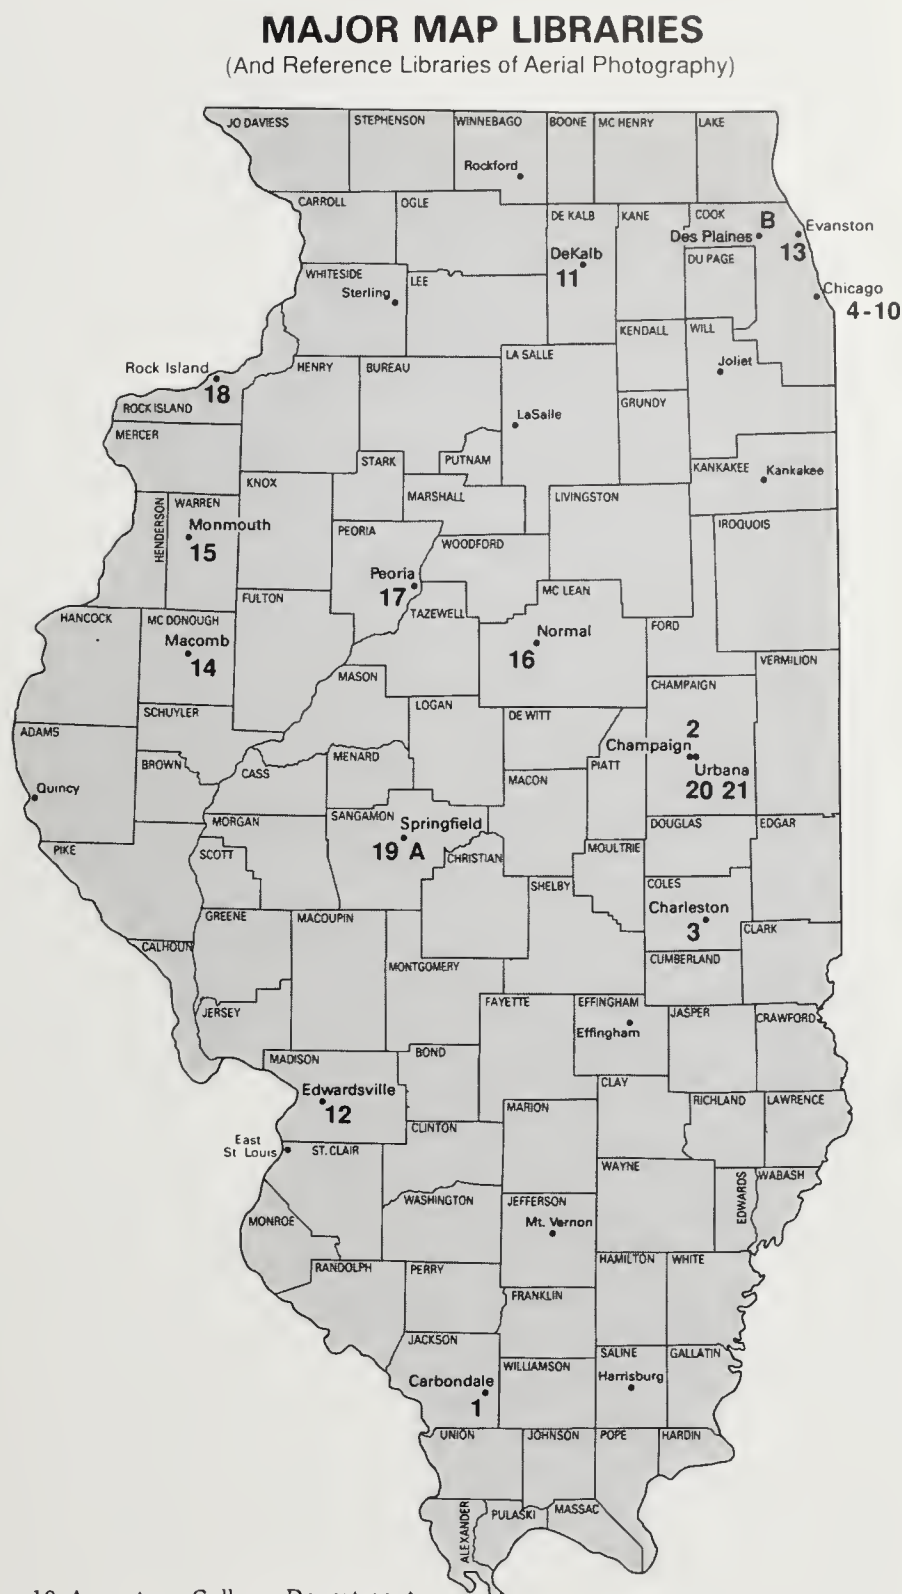 MAJOR MAP LIBRARIES
(And Reference Libraries of Aerial Photography)
JO DAVIESS
STEPHENSON
WINNEBAGO
BOONE
MC HENRY
LAKE
Rockford
CARROLL
OGLE
DE KALB
KANE
COOK
B
Des Plaines
Evanston
13
DeKalb
11
DU PAGE
WHITESIDE
Sterling
LEE
Chicago
4-10
KENDALL
WILL
Joliet
Rock Island
18
ROCK ISLAND
HENRY
BUREAU
LA SALLE
LaSalle
GRUNDY
MERCER
STARK
PUTNAM
KANKAKEE
Kankakee
KNOX
MARSHALL
LIVINGSTON
HENDERSON
WARREN
Monmouth
15
PEORIA
WOODFORD
IROQUOIS
Peoria
17
MC LEAN
FULTON
TAZEWELL
HANCOCK
MC DONOUGH
Macomb
14
Normal
16
FORD
VERMILION
MASON
CHAMPAIGN
LOGAN
DE WITT
SCHUYLER
2
ADAMS
Champaign
Urbana
20 21
BROWN
CASS
MENARD
PIATT
MACON
Quincy
MORGAN
SANGAMON
Springfield
19 A
DOUGLAS
EDGAR
PIKE
SCOTT
CHRISTIAN
MOULTRIE
SHELBY
COLES
Charleston
3
GREENE
MACOUPIN
CLARK
CALHOUN
MONTGOMERY
CUMBERLAND
JERSEY
FAYETTE
EFFINGHAM
Effingham
JASPER
CRAWFORD
MADISON
BOND
CLAY
Edwardsville
12
MARION
RICHLAND
LAWRENCE
CLINTON
East
St Louis
ST. CLAIR
WAYNE
EDWARDS
WABASH
WASHINGTON
JEFFERSON
Mt. Vernon
MONROE
RANDOLPH
PERRY
HAMILTON
WHITE
FRANKLIN
JACKSON
SALINE
GALLATIN
WILLIAMSON
Carbondale
1
Harrisburg
UNION
JOHNSON
POPE
HARDIN
ALEXANDER
PULASKI
MASSAC